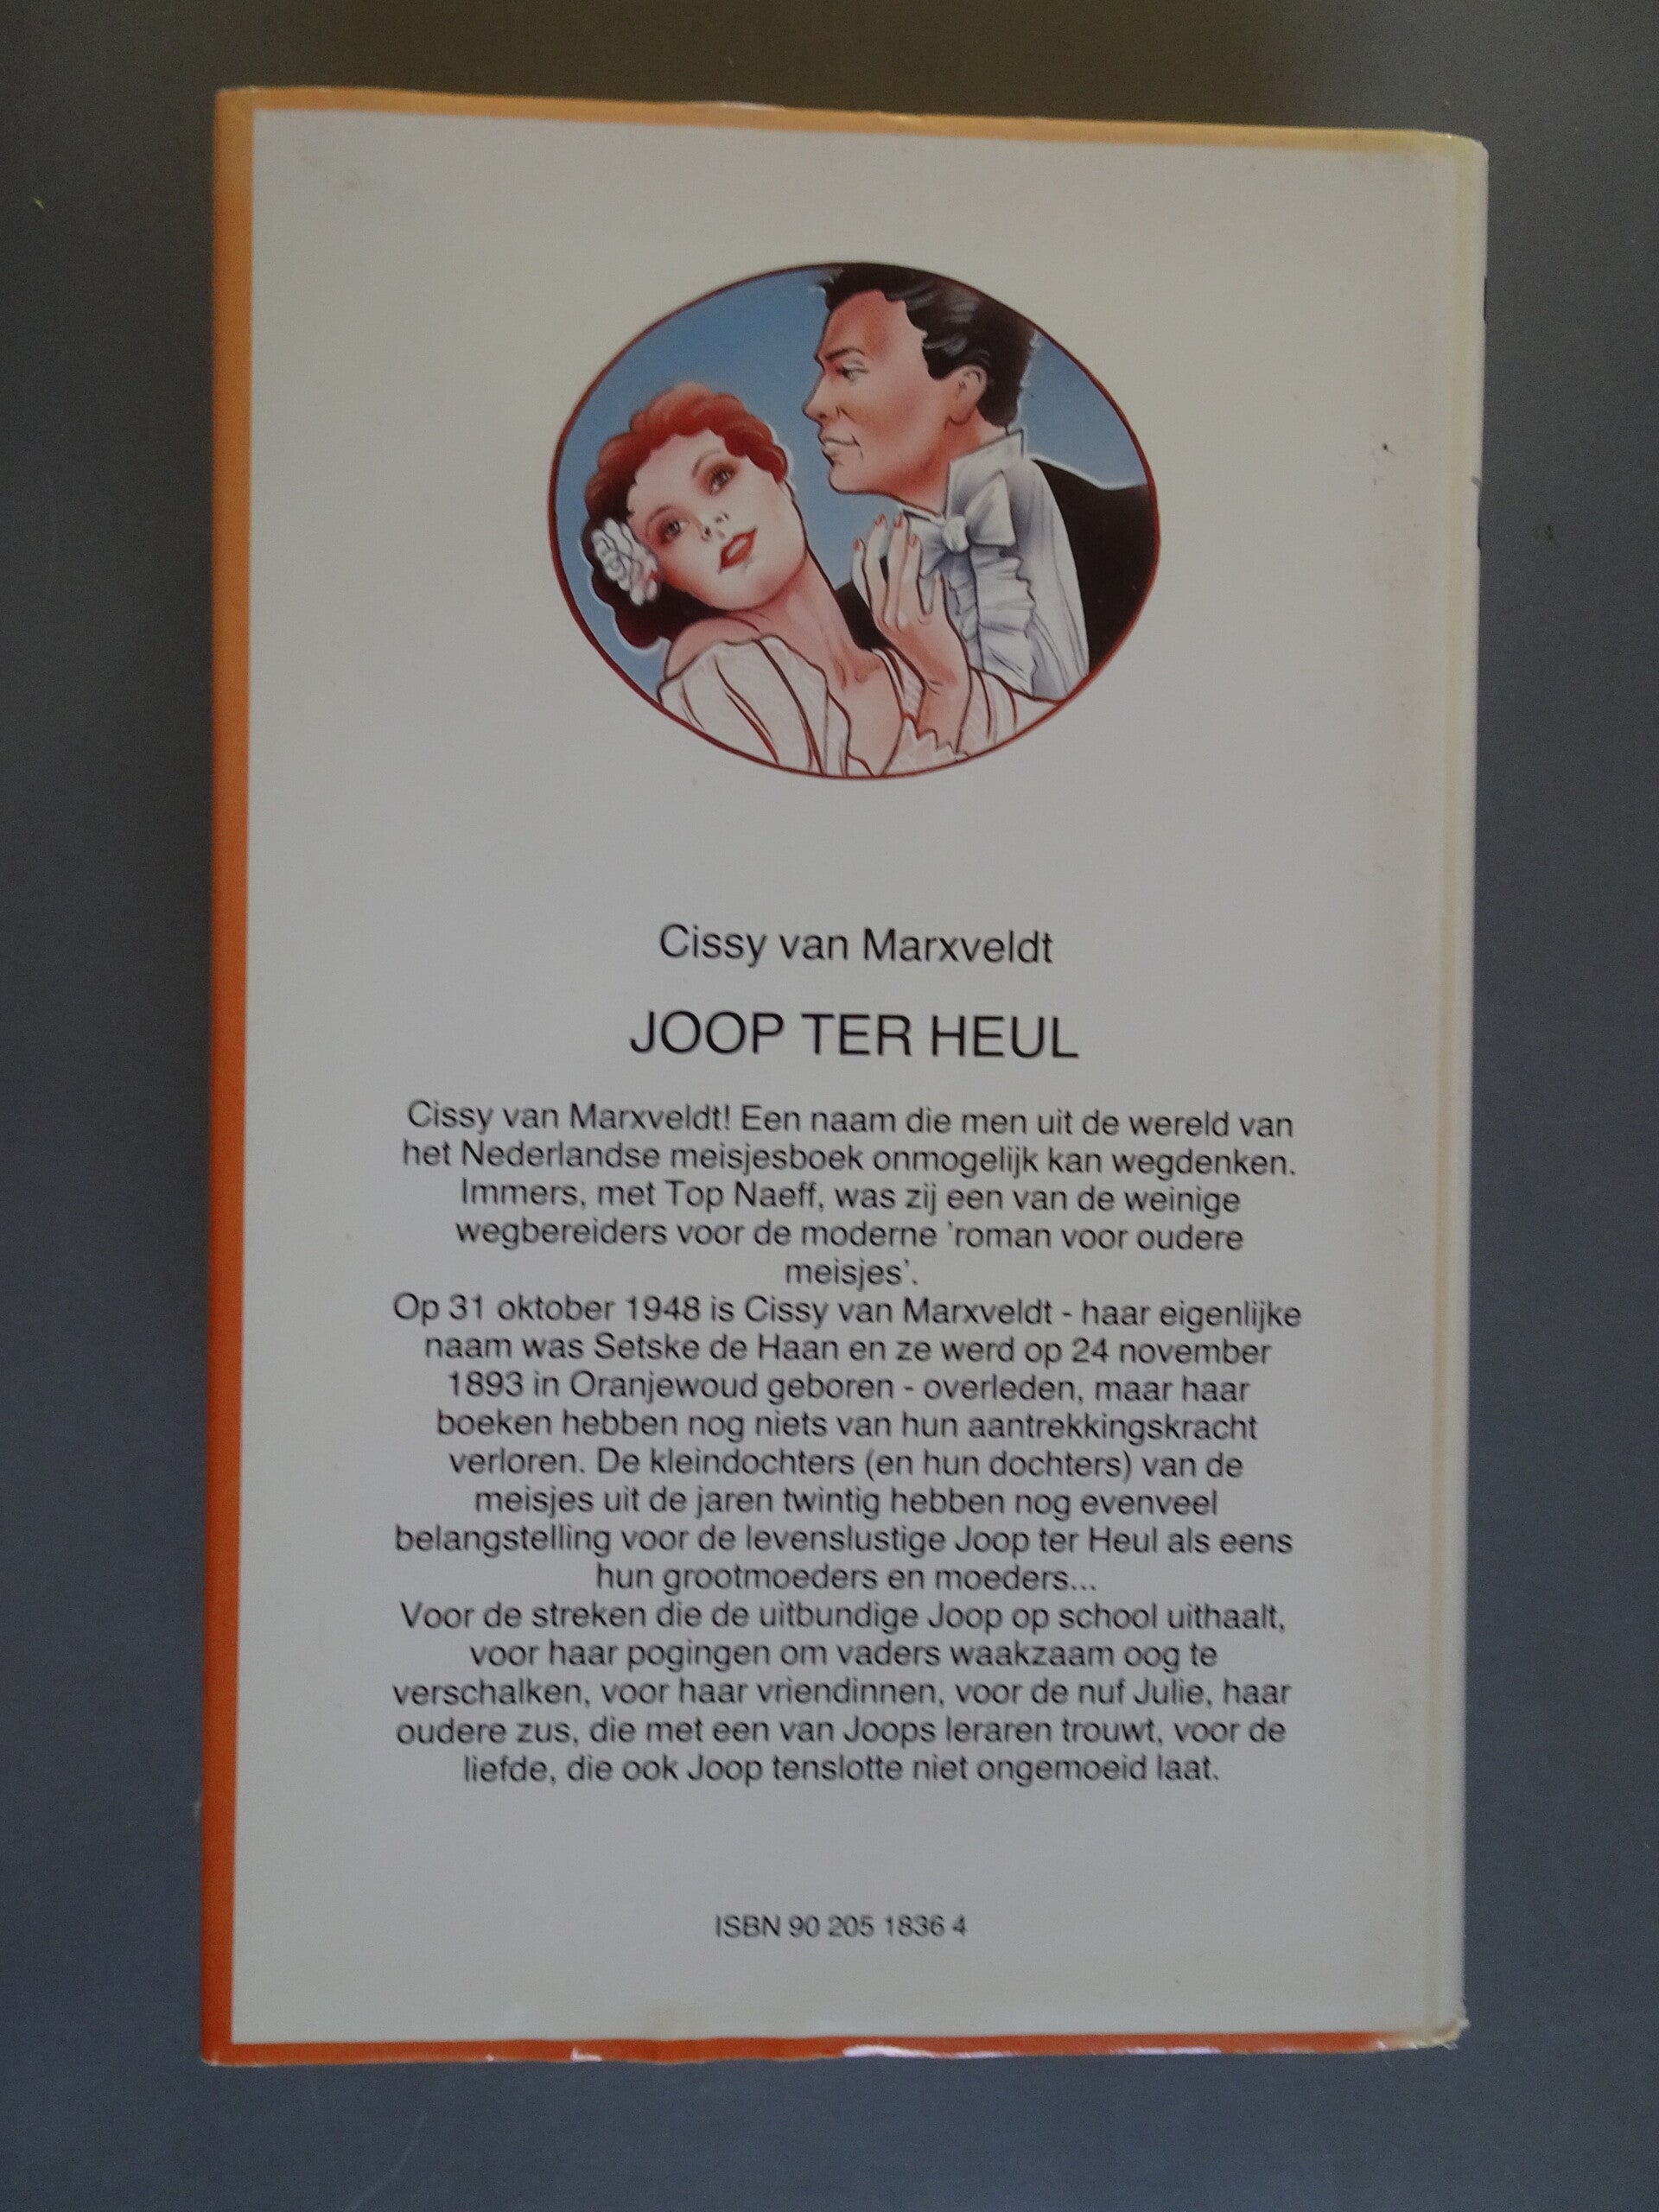 Cissy van Marxveldt
JOOP TER HEUL
Cissy van Marxveldt! Een naam die men uit de wereld van
het Nederlandse meisjesboek onmogelijk kan wegdenken.
Immers, met Top Naeff, was zij een van de weinige
wegbereiders voor de moderne 'roman voor oudere
meisjes'.
Op 31 oktober 1948 is Cissy van Marxveldt - haar eigenlijke
naam was Setske de Haan en ze werd op 24 november
1893 in Oranjewoud geboren - overleden, maar haar
boeken hebben nog niets van hun aantrekkingskracht
verloren. De kleindochters (en hun dochters) van de
meisjes uit de jaren twintig hebben nog evenveel
belangstelling voor de levenslustige Joop ter Heul als eens
hun grootmoeders en moeders...
Voor de streken die de uitbundige Joop op school uithaalt,
voor haar pogingen om vaders waakzaam oog te
verschalken, voor haar vriendinnen, voor de nuf Julie, haar
oudere zus, die met een van Joops leraren trouwt, voor de
liefde, die ook Joop tenslotte niet ongemoeid laat.
ISBN 90 205 1836 4